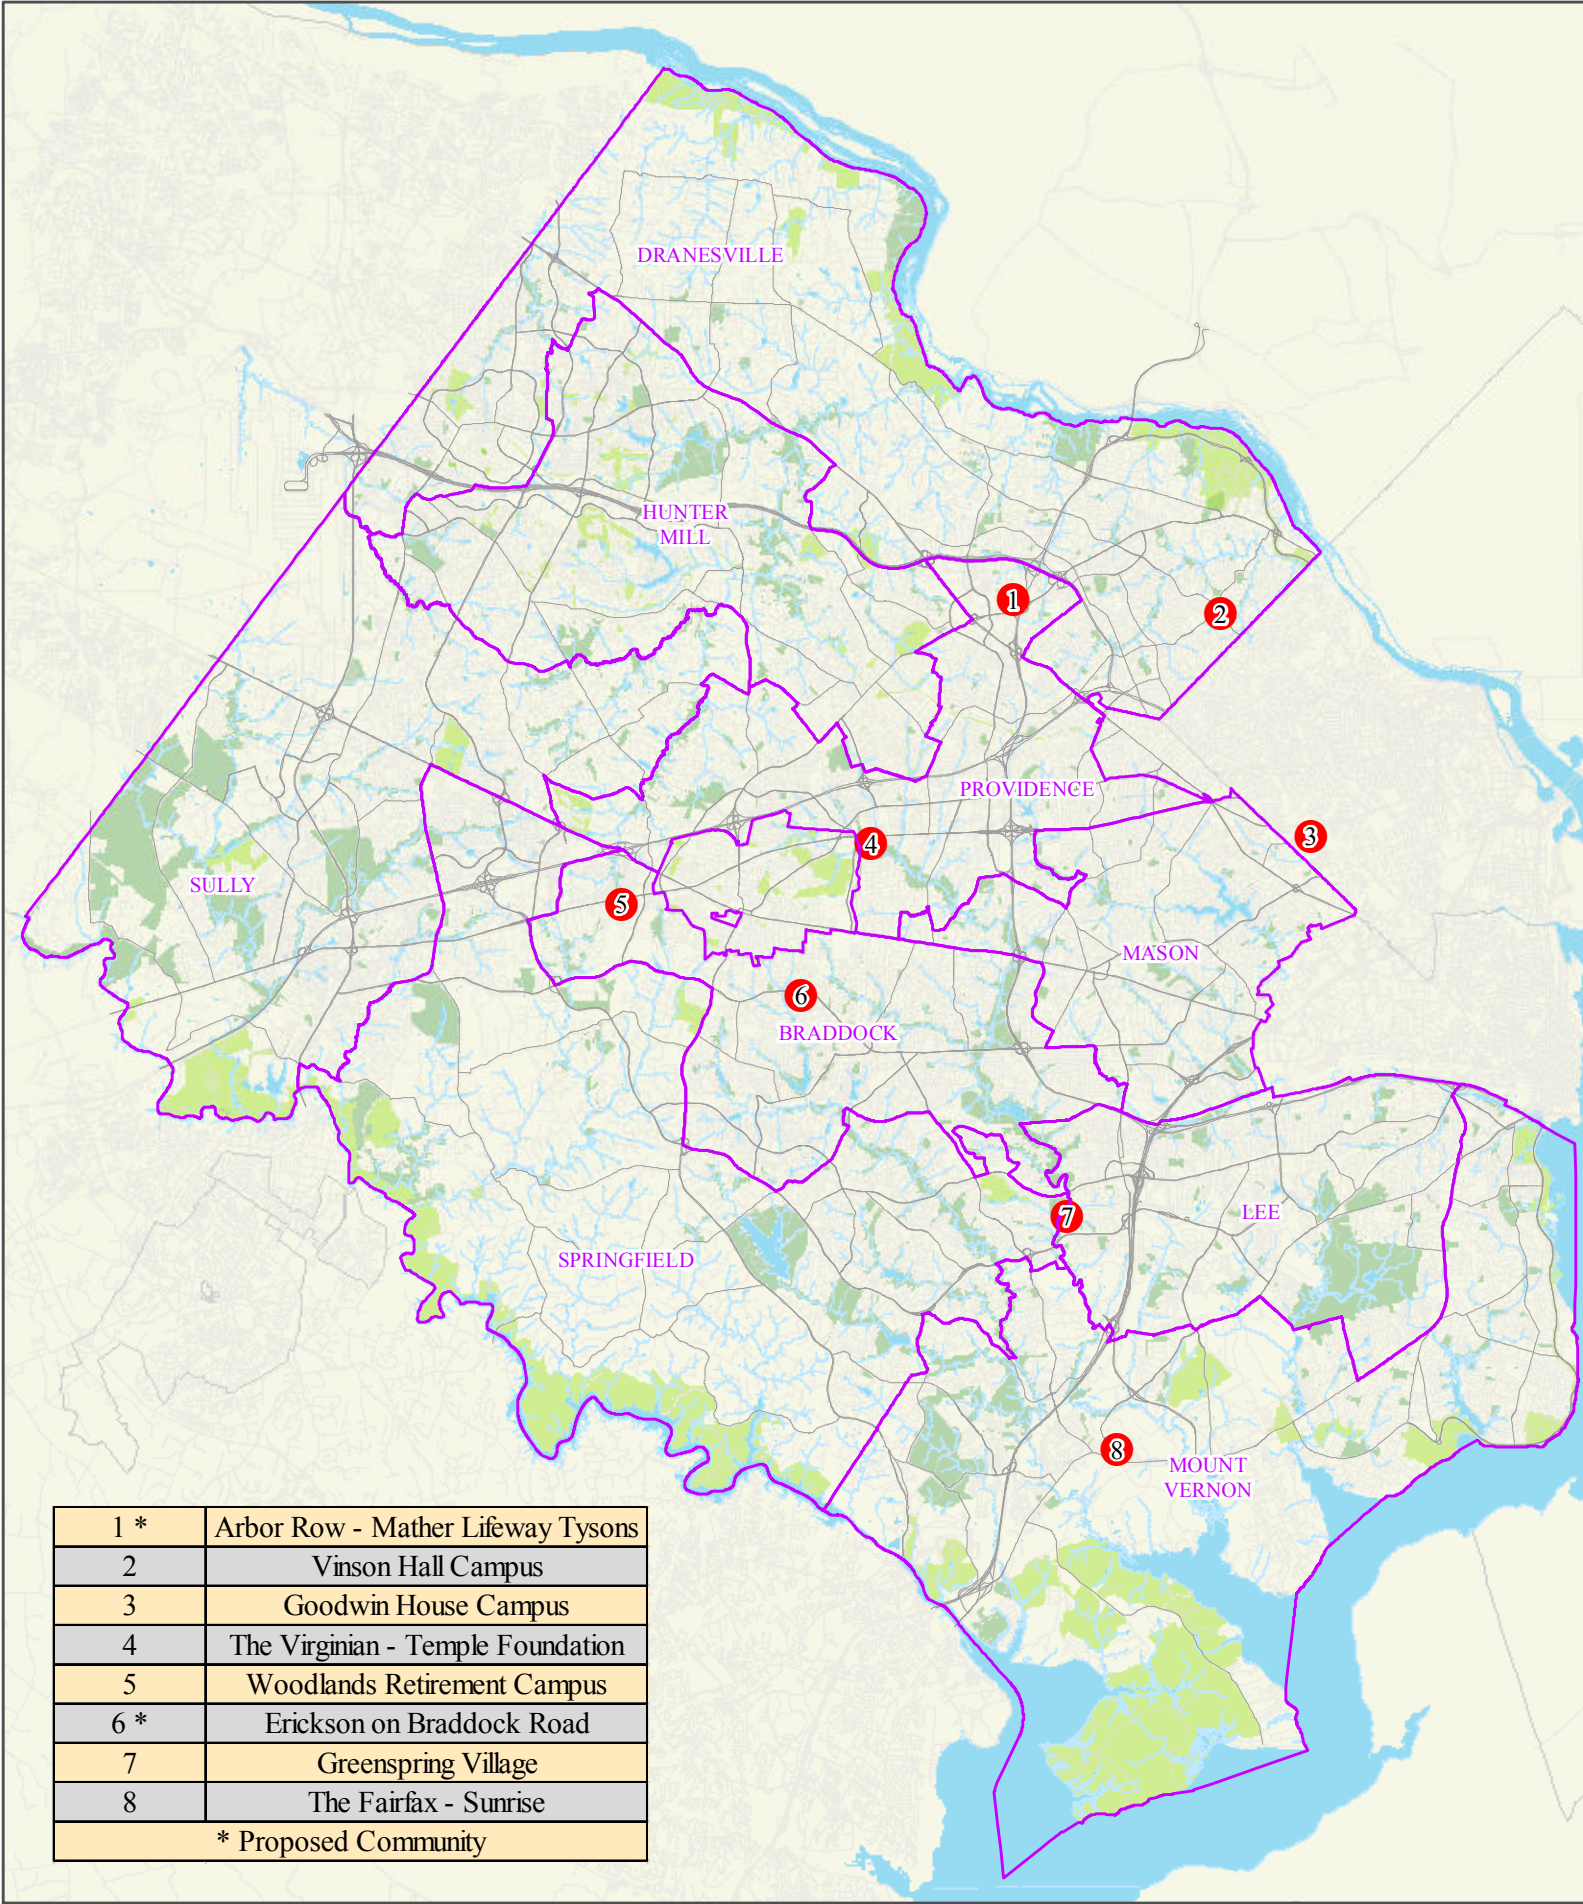 DRANESVILLE
HUNTER
MILL
1
2
PROVIDENCE
3
4
SULLY
5
MASON
6
BRADDOCK
7
LEE
SPRINGFIELD
8
MOUNT
VERNON
1 * Arbor Row - Mather Lifeway Tysons
2 Vinson Hall Campus
3 Goodwin House Campus
4 The Virginian - Temple Foundation
5 Woodlands Retirement Campus
6 * Erickson on Braddock Road
7 Greenspring Village
8 The Fairfax - Sunrise
* Proposed Community